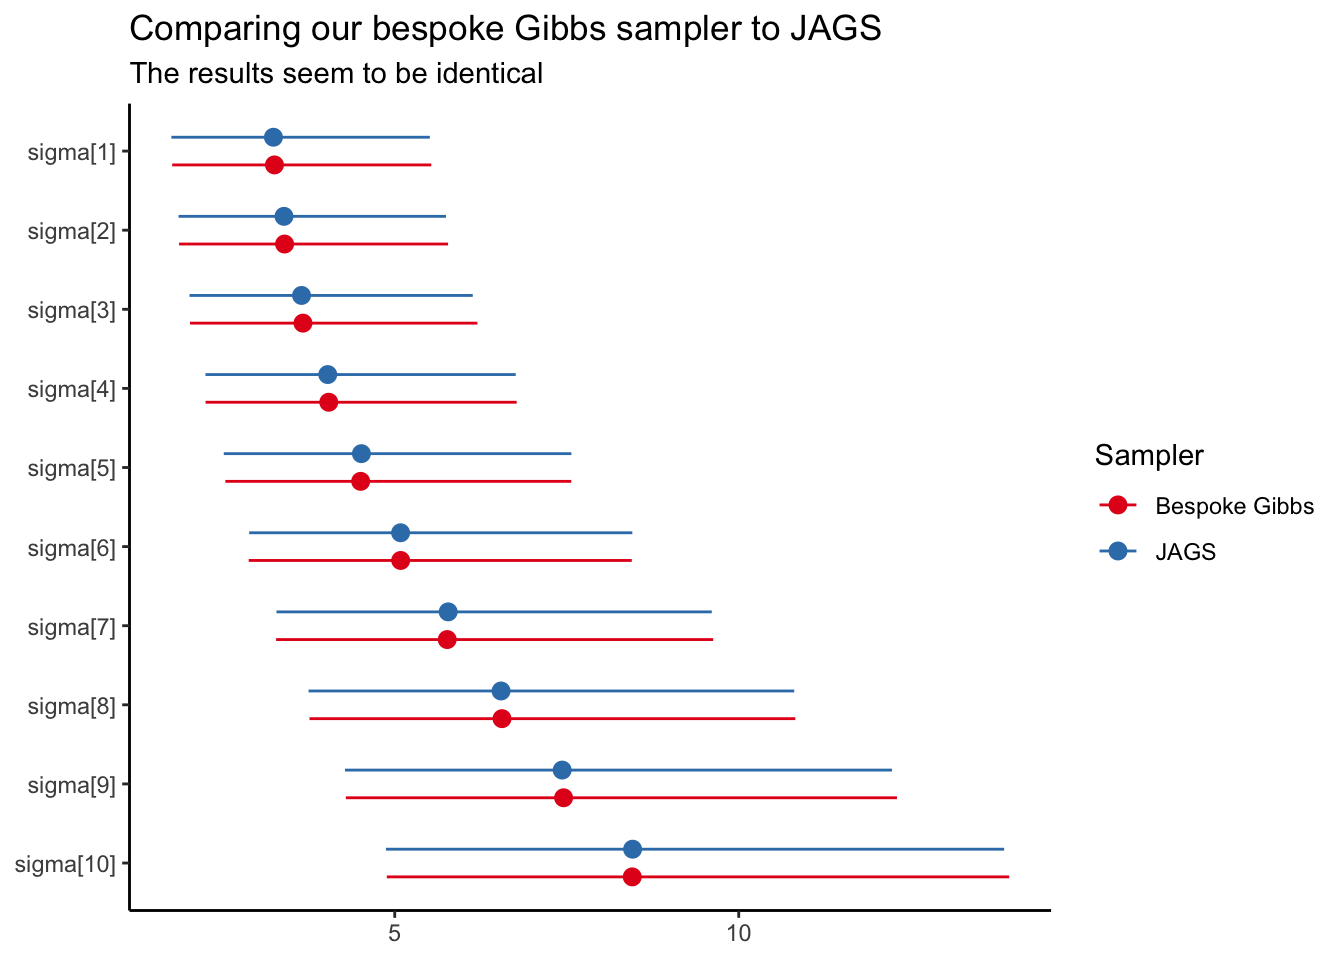 Comparing our bespoke Gibbs sampler to JAGS
The results seem to be identical
sigma[1]
sigma[2]
sigma[3]
sigma[4]
sigma[5]
sigma[6]
sigma[7]
sigma[8]
sigma[9]
sigma[10]
5
10
Sampler
Bespoke Gibbs
JAGS